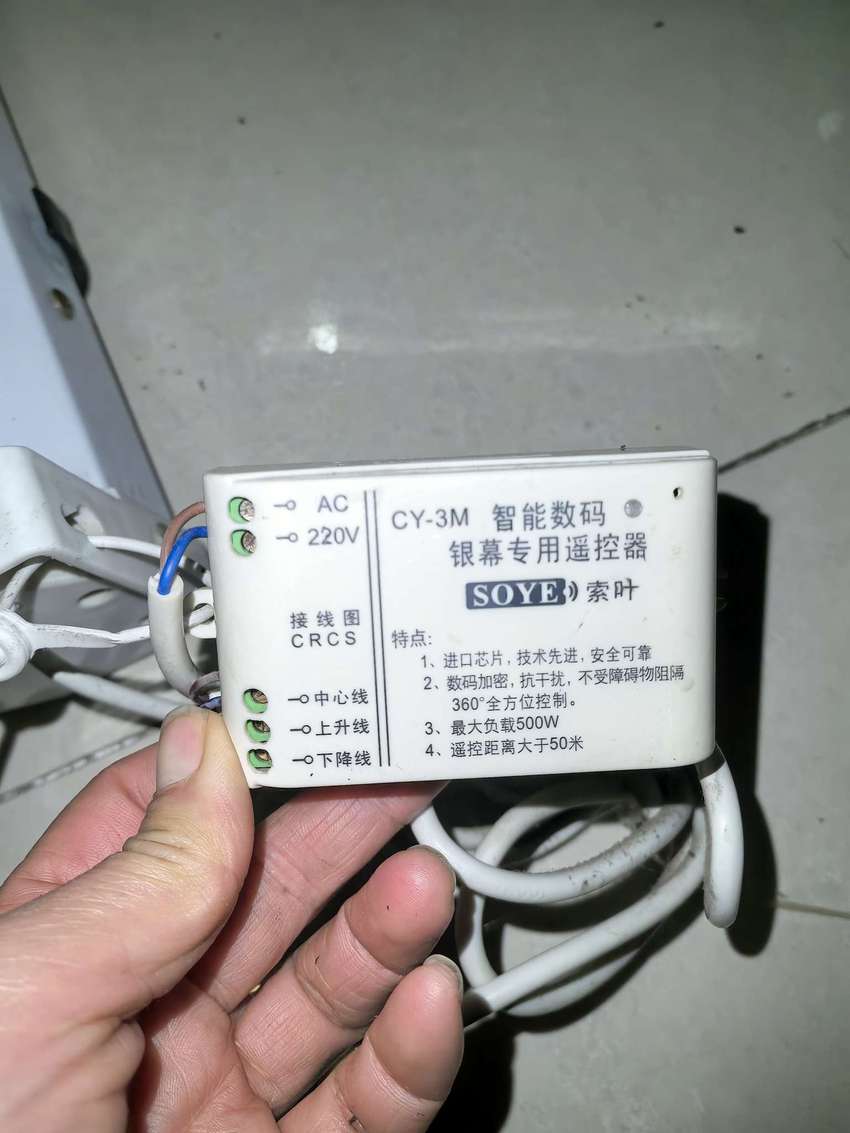 AC
220V
接线图
CRCS
中心线
上升线
下降线
CY-3M 智能数码
银幕专用遥控器
SOYE 索叶
特点:
1、进口芯片,技术先进,安全可靠
2、数码加密,抗干扰,不受障碍物阻隔
360°全方位控制。
3、最大负载500W
4、遥控距离大于50米